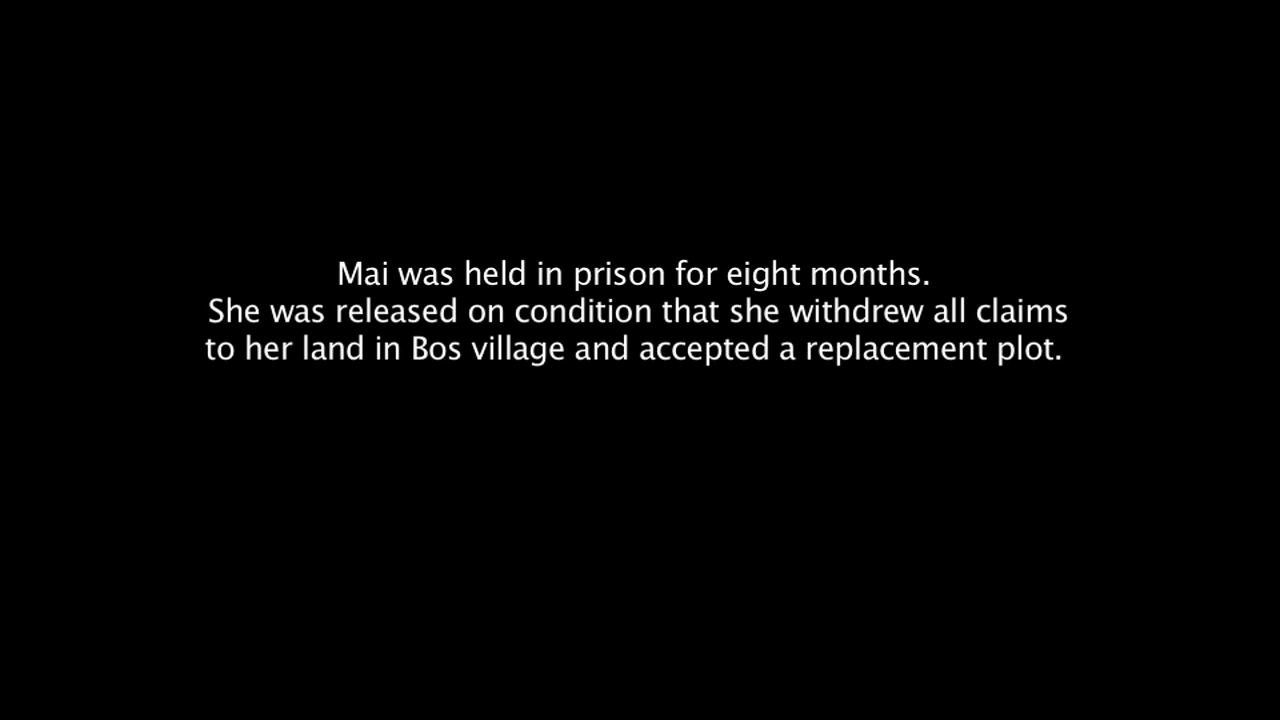 Mai was held in prison for eight months.
She was released on condition that she withdrew all claims
to her land in Bos village and accepted a replacement plot.